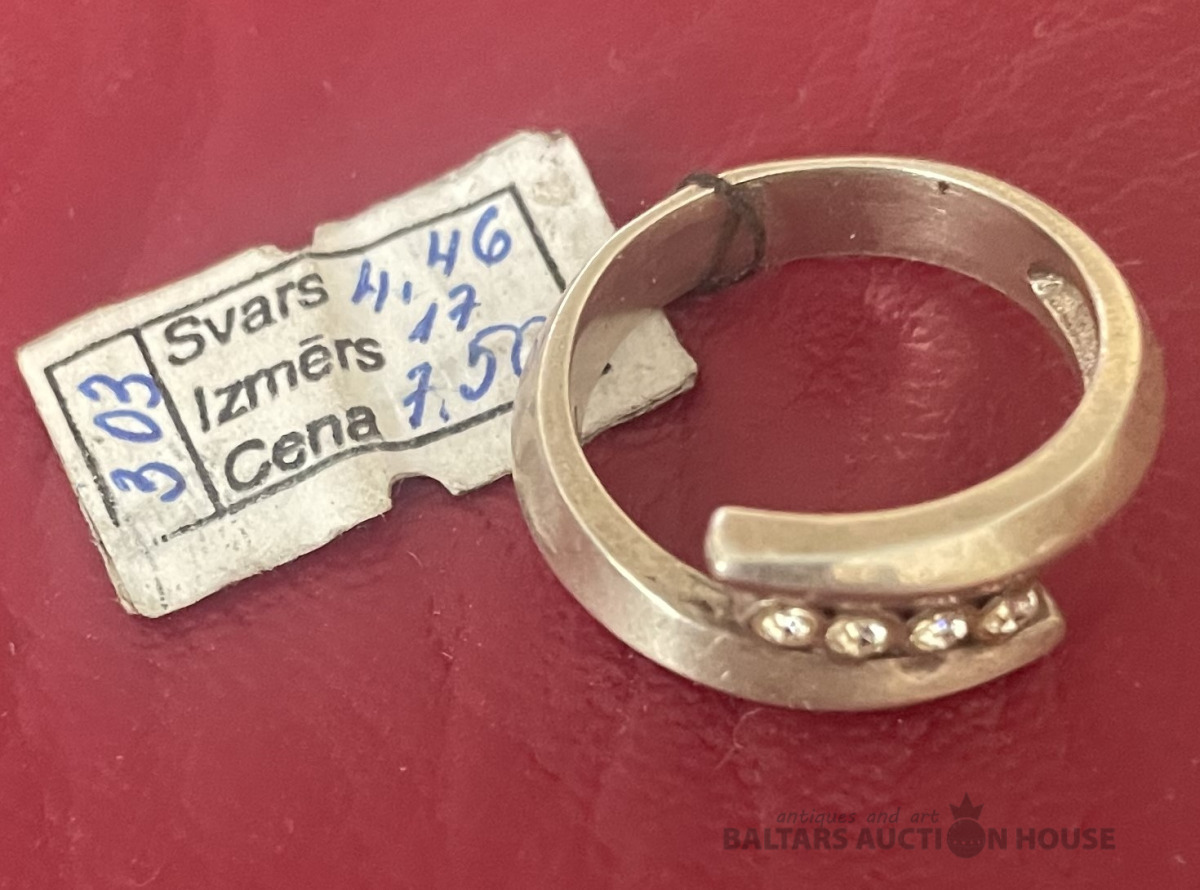 303
Svars 4.46
Izmērs 17
Cena 7.50
antiques and art
BALTARS AUCTION HOUSE